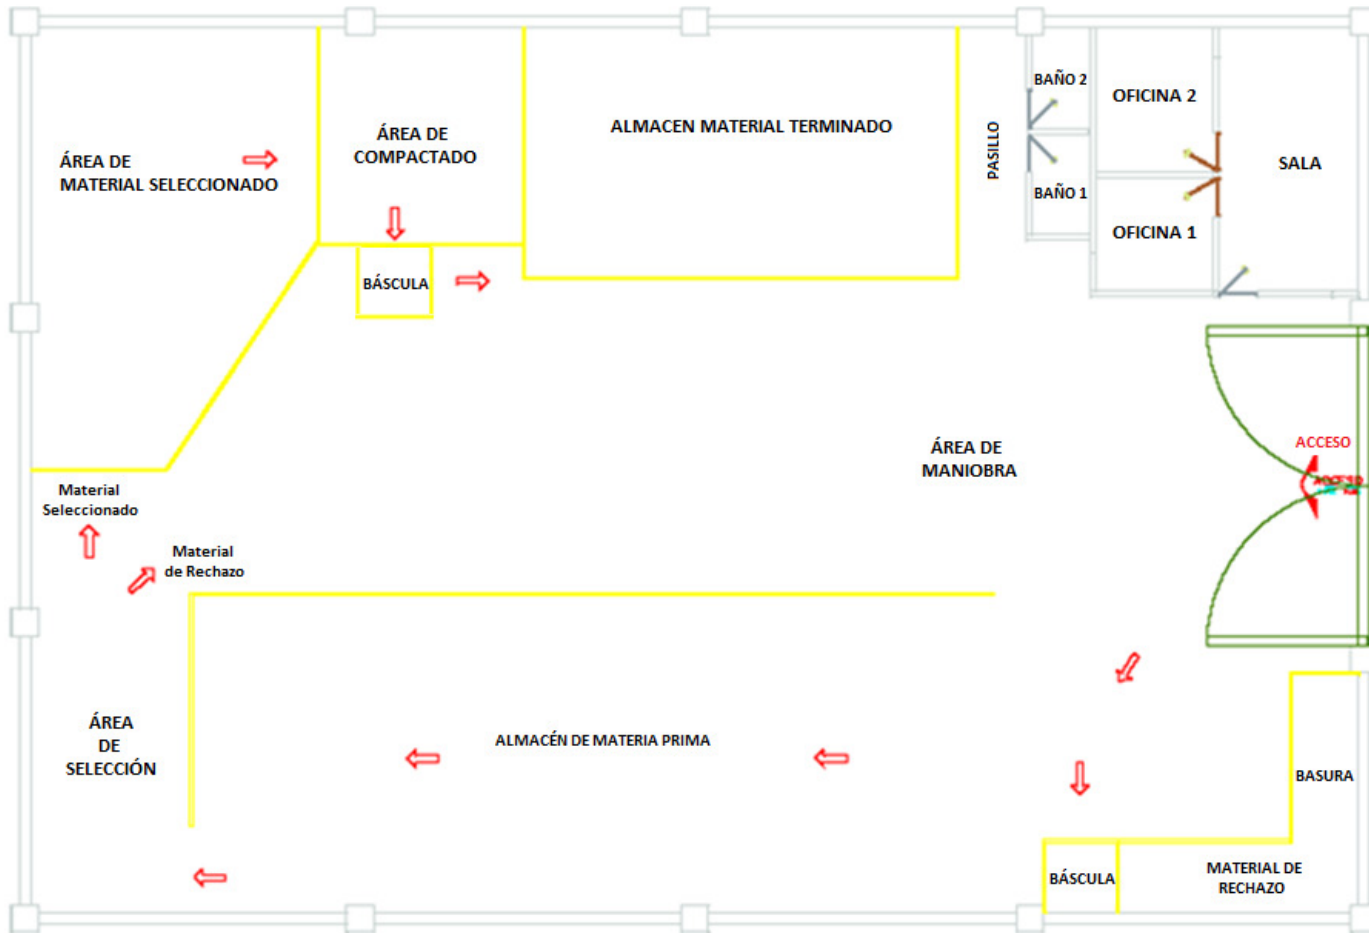 ÁREA DE
MATERIAL SELECCIONADO
ÁREA DE
COMPACTADO
ALMACEN MATERIAL TERMINADO
PASILLO
BAÑO 2
BAÑO 1
OFICINA 2
OFICINA 1
SALA
BÁSCULA
ÁREA DE
MANIOBRA
ACCESO
Material
Seleccionado
Material
de Rechazo
ÁREA
DE
SELECCIÓN
ALMACÉN DE MATERIA PRIMA
BASURA
BÁSCULA
MATERIAL DE
RECHAZO